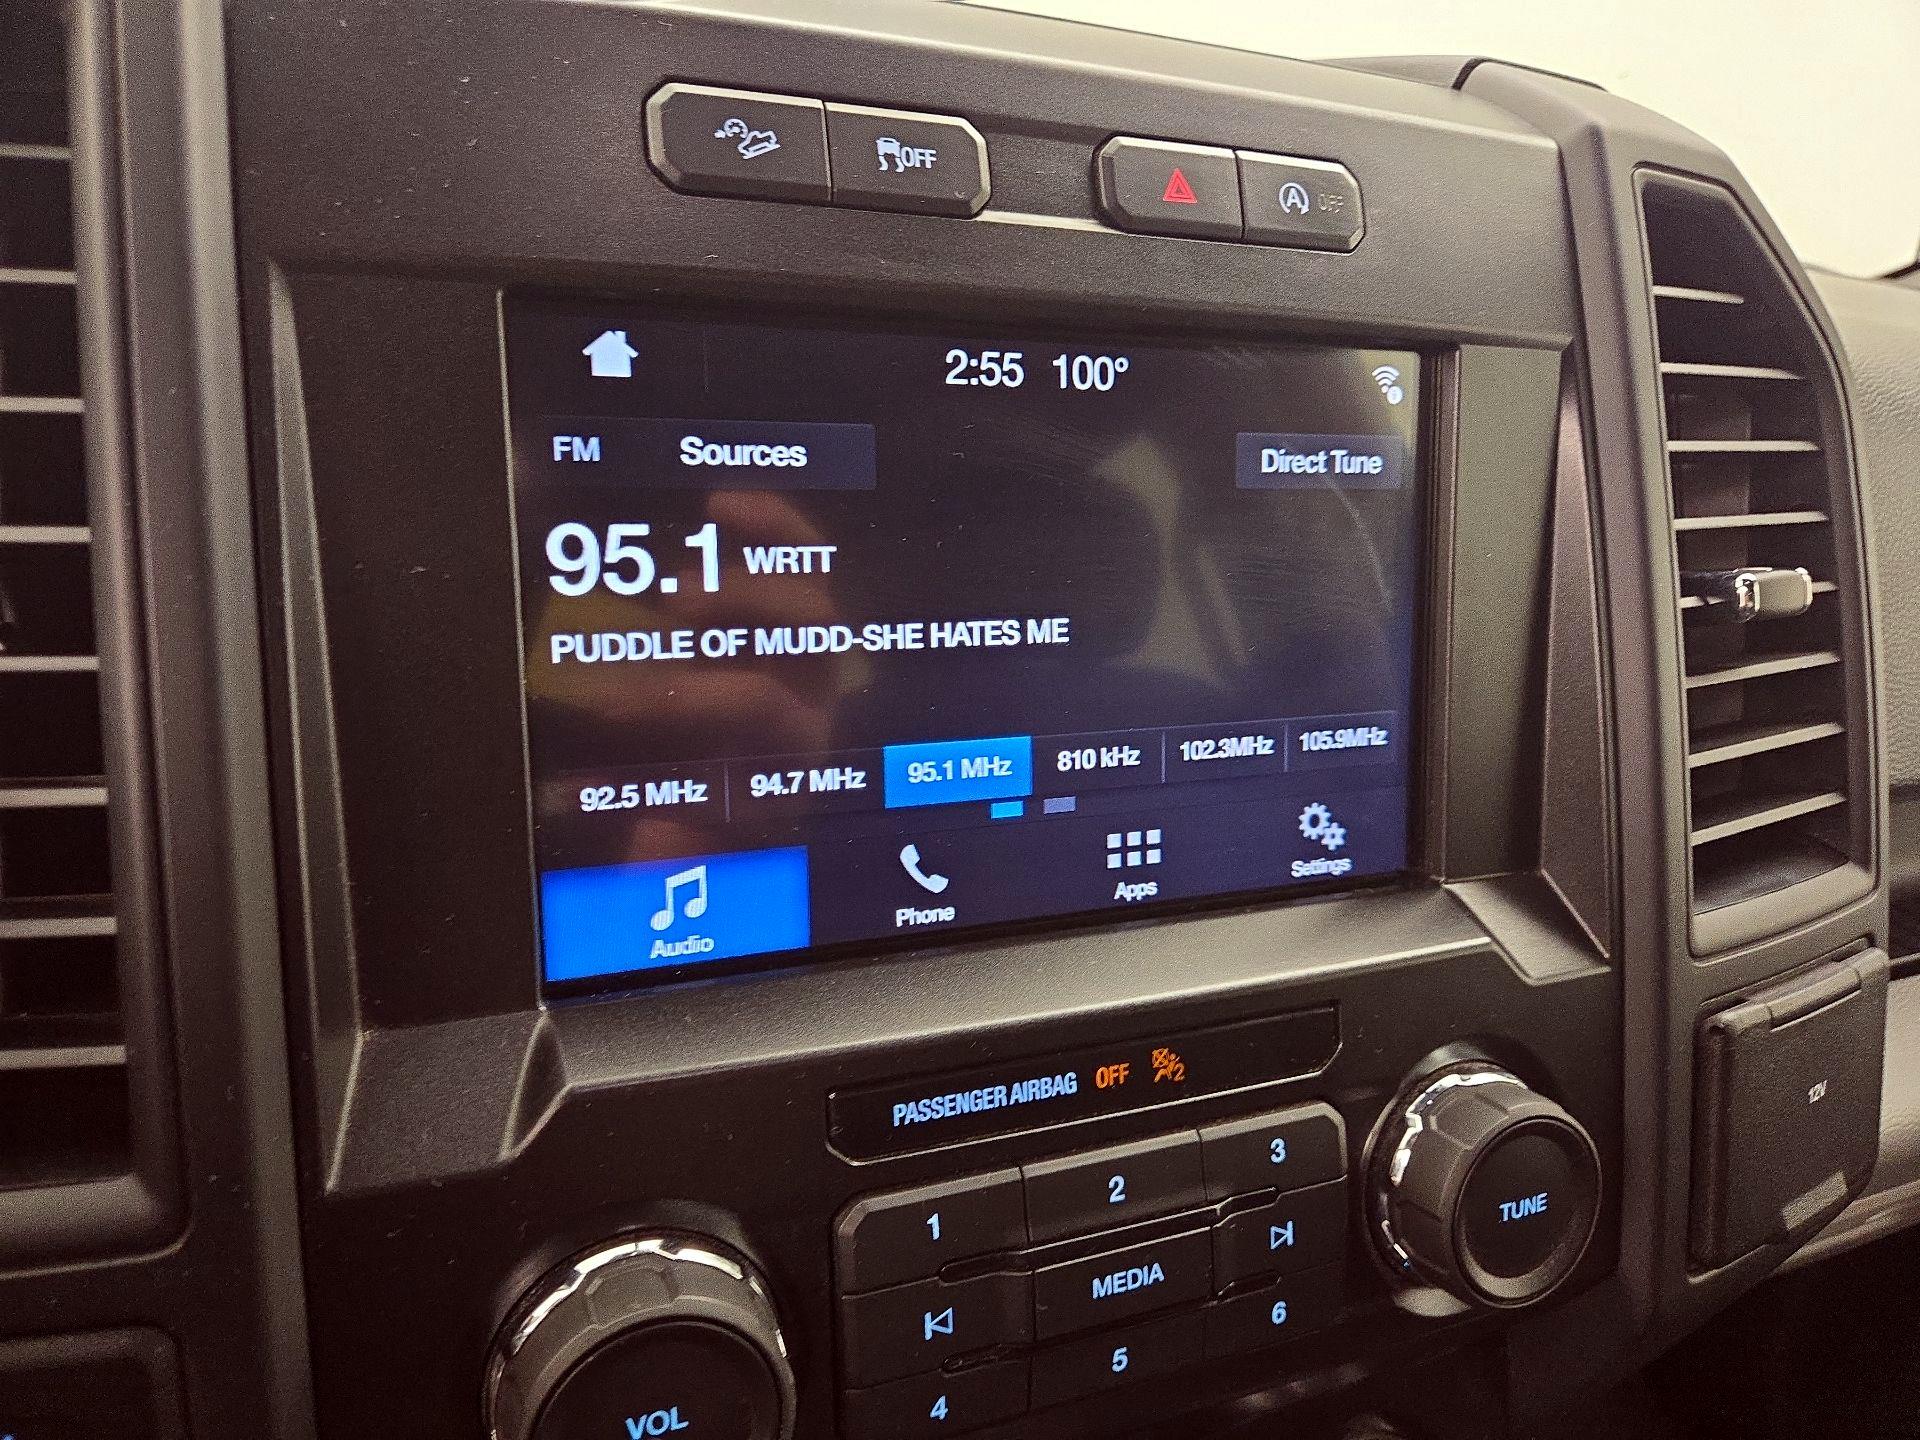 OFF
A OFF
2:55 100°
FM Sources Direct Tune
95.1 WRTT
PUDDLE OF MUDD-SHE HATES ME
92.5 MHz 94.7 MHz 95.1 MHz 810 kHz 102.3MHz 105.9MHz
Audio Phone Apps Settings
PASSENGER AIRBAG OFF 2
1 2 3
MEDIA
4 5 6
VOL
TUNE
12V